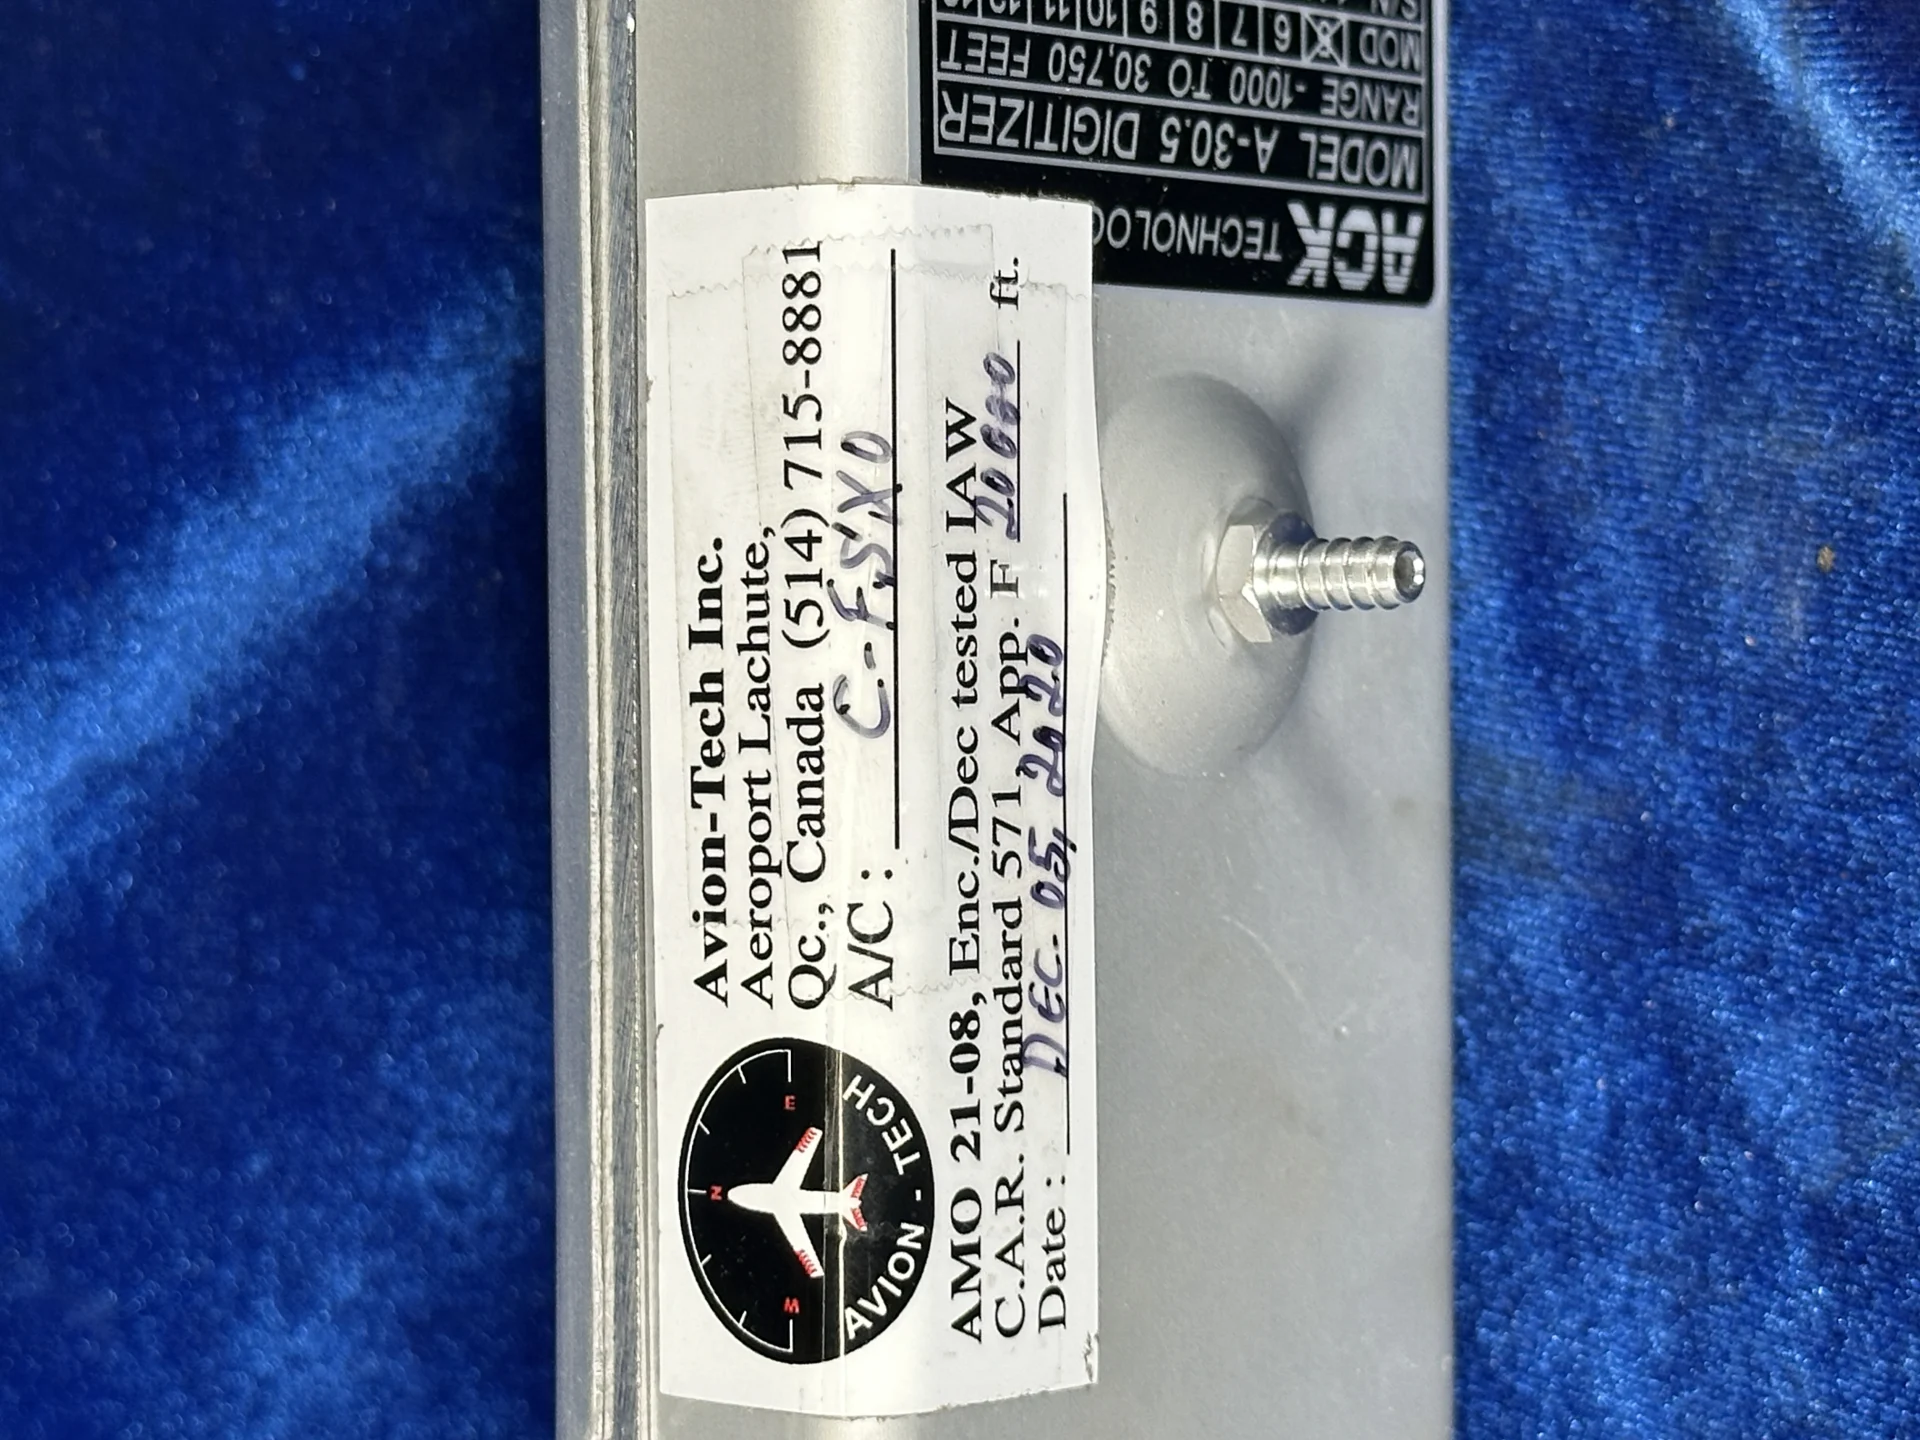 Avion-Tech Inc.
Aeroport Lachute,
Qc., Canada (514) 715-8881
A/C : C-FSXO
AMO 21-08, Enc./Dec tested IAW
C.A.R. Standard 571, App. F 20000 ft.
Date : DEC. 05, 2020
N
W E
AVION - TECH
ACK TECHNOLOG
MODEL A-30.5 DIGITIZER
RANGE -1000 TO 30,750 FEET
MOD 6 7 8 9 10 11 12
S/N